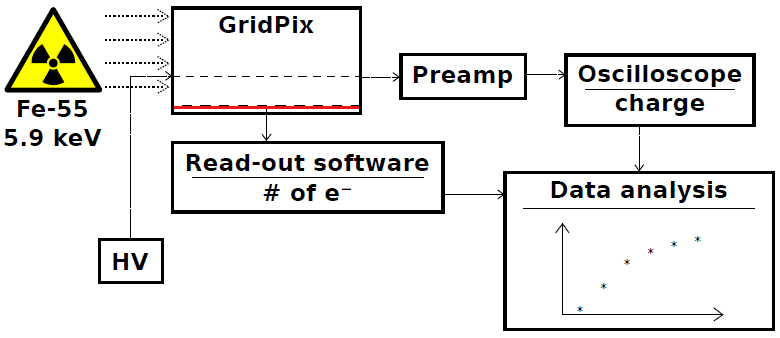 GridPix
Fe-55
5.9 keV
Preamp
Oscilloscope
charge
Read-out software
# of e⁻
HV
Data analysis